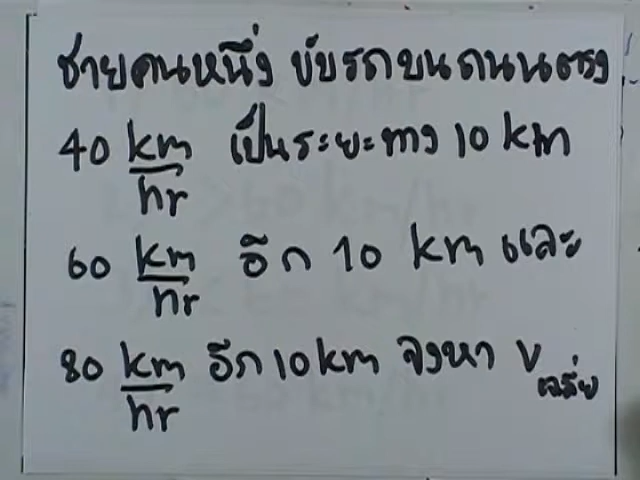 ชายคนหนึ่ง ขับรถบนถนนตรง
40 km/hr เป็นระยะทาง 10 km
60 km/hr อีก 10 km และ
80 km/hr อีก 10 km จงหา v เฉลี่ย